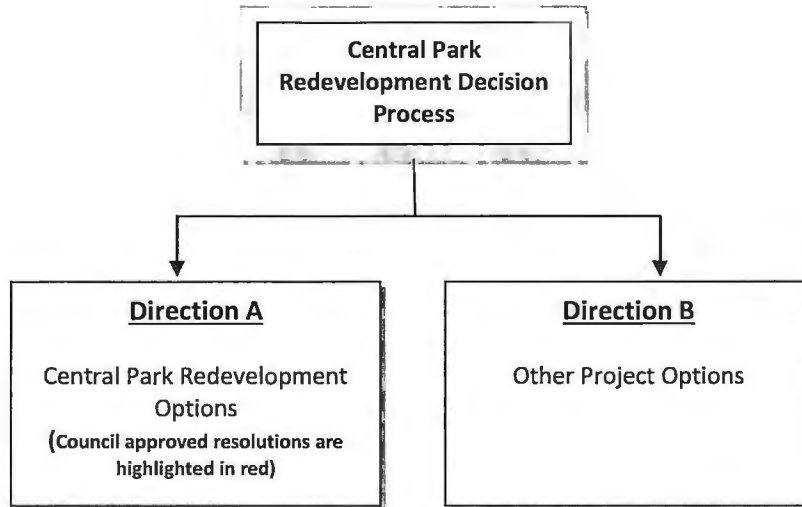 Central Park
Redevelopment Decision
Process
Direction A
Central Park Redevelopment
Options
(Council approved resolutions are
highlighted in red)
Direction B
Other Project Options